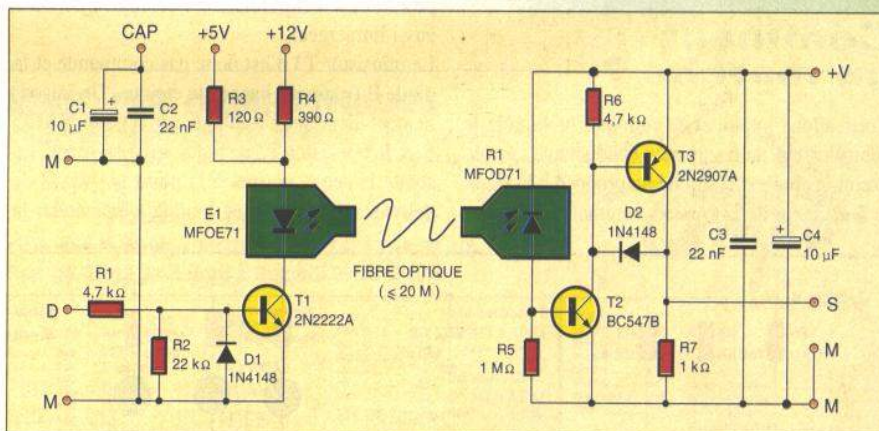 CAP
+5V
+12V
C1
10 µF
C2
22 nF
M
R3
120 Ω
R4
390 Ω
E1
MFOE71
R1
4,7 kΩ
D
T1
2N2222A
R2
22 kΩ
D1
1N4148
M
FIBRE OPTIQUE
( ⩽ 20 M )
R1
MFOD71
R6
4,7 kΩ
+V
T3
2N2907A
D2
1N4148
C3
22 nF
C4
10 µF
T2
BC547B
S
R5
1 MΩ
R7
1 kΩ
M
M